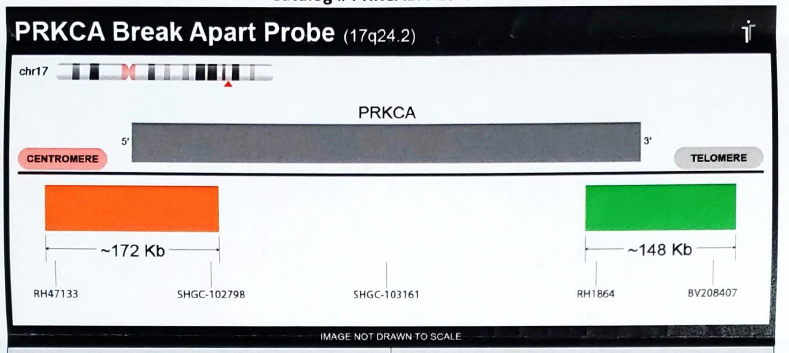 PRKCA Break Apart Probe (17q24.2)
chr17
PRKCA
5' 3'
CENTROMERE TELOMERE
~172 Kb ~148 Kb
RH47133 SHGC-102798 SHGC-103161 RH1864 BV208407
IMAGE NOT DRAWN TO SCALE